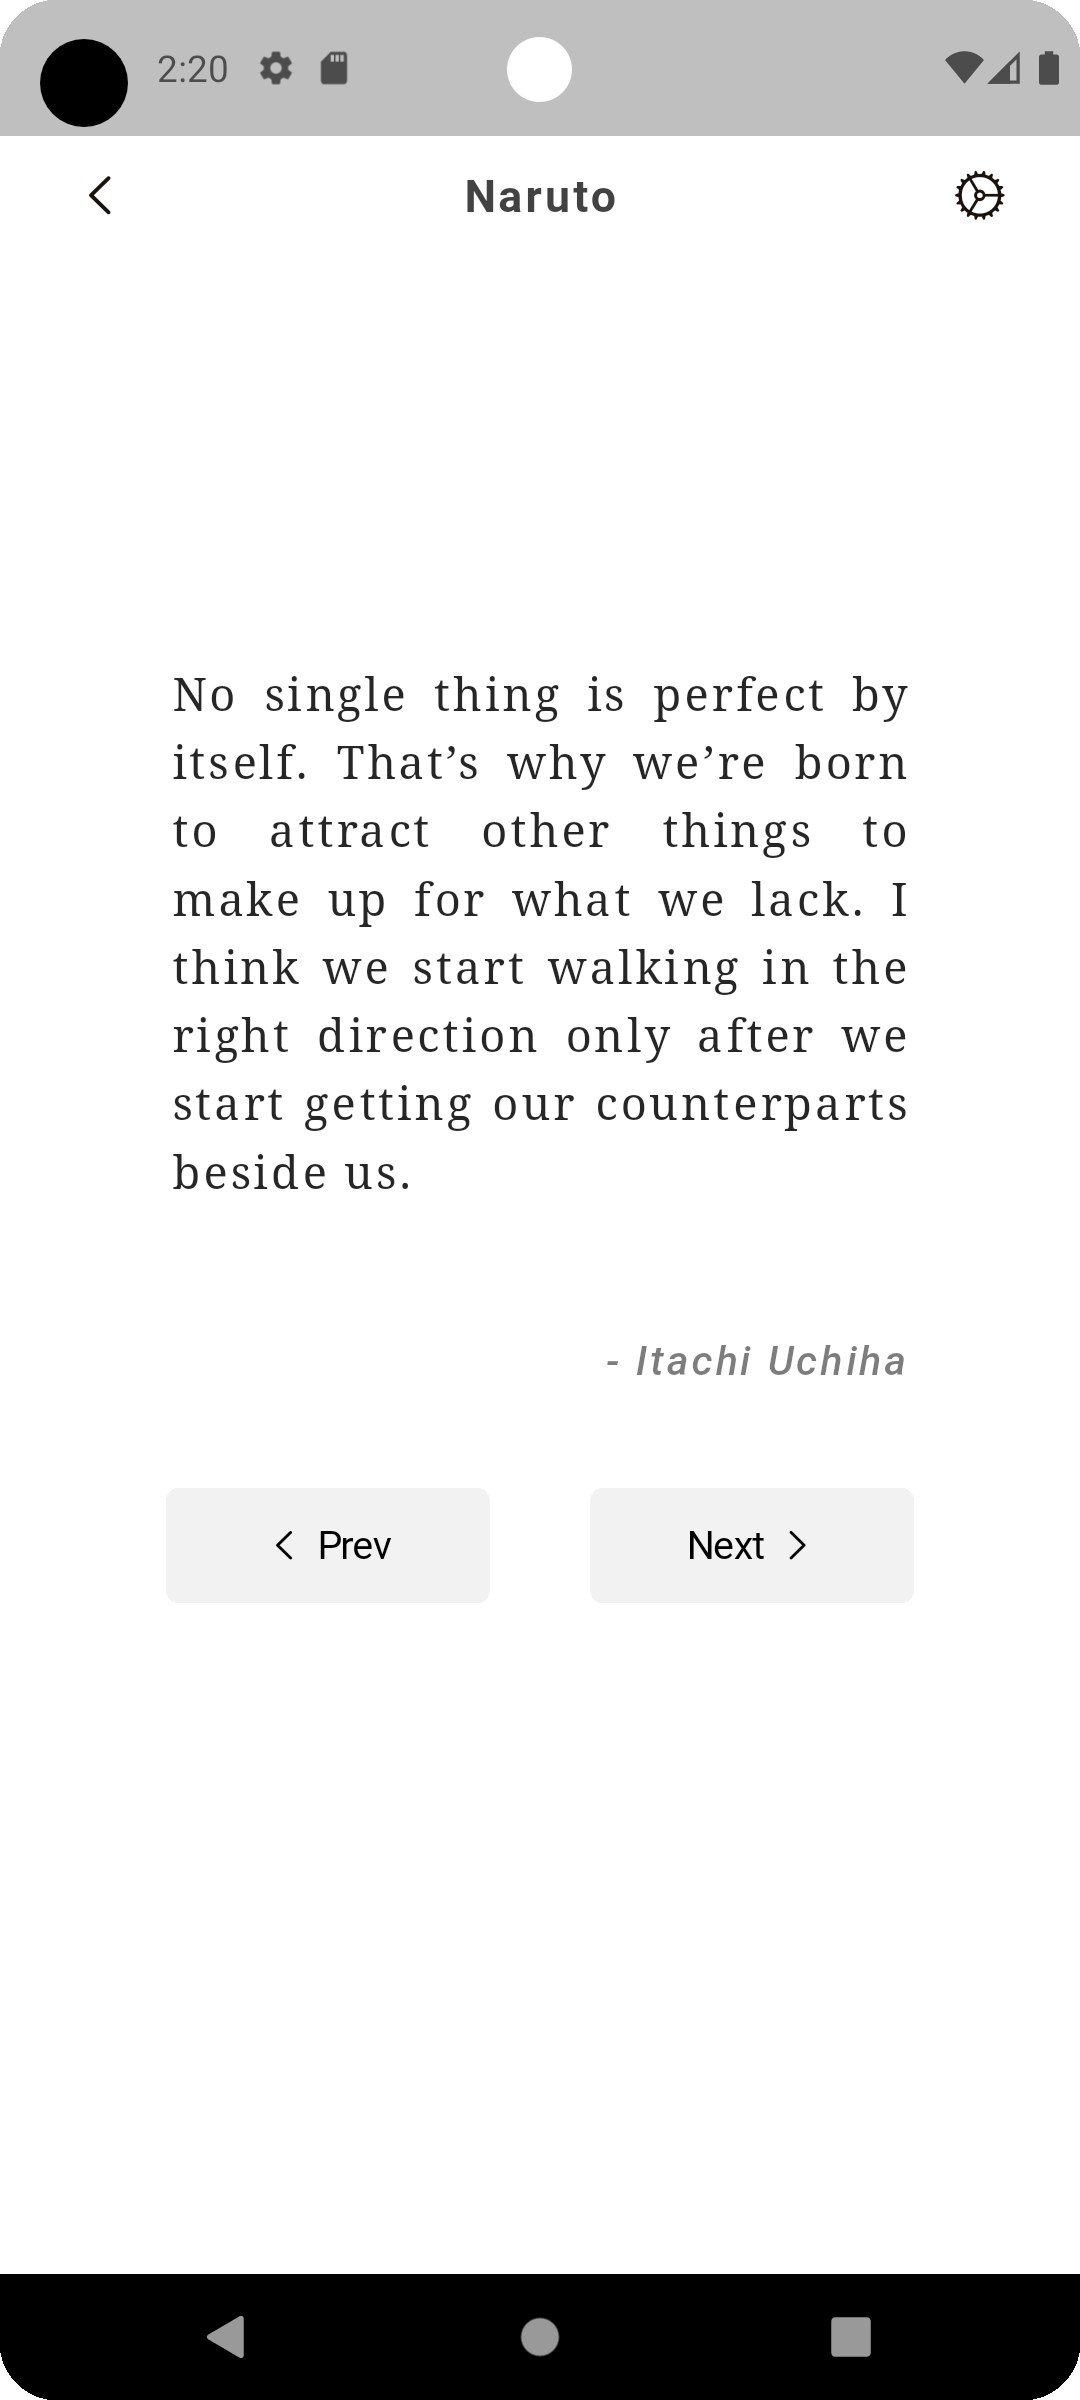 2:20
Naruto
No single thing is perfect by
itself. That’s why we’re born
to attract other things to
make up for what we lack. I
think we start walking in the
right direction only after we
start getting our counterparts
beside us.
- Itachi Uchiha
Prev
Next